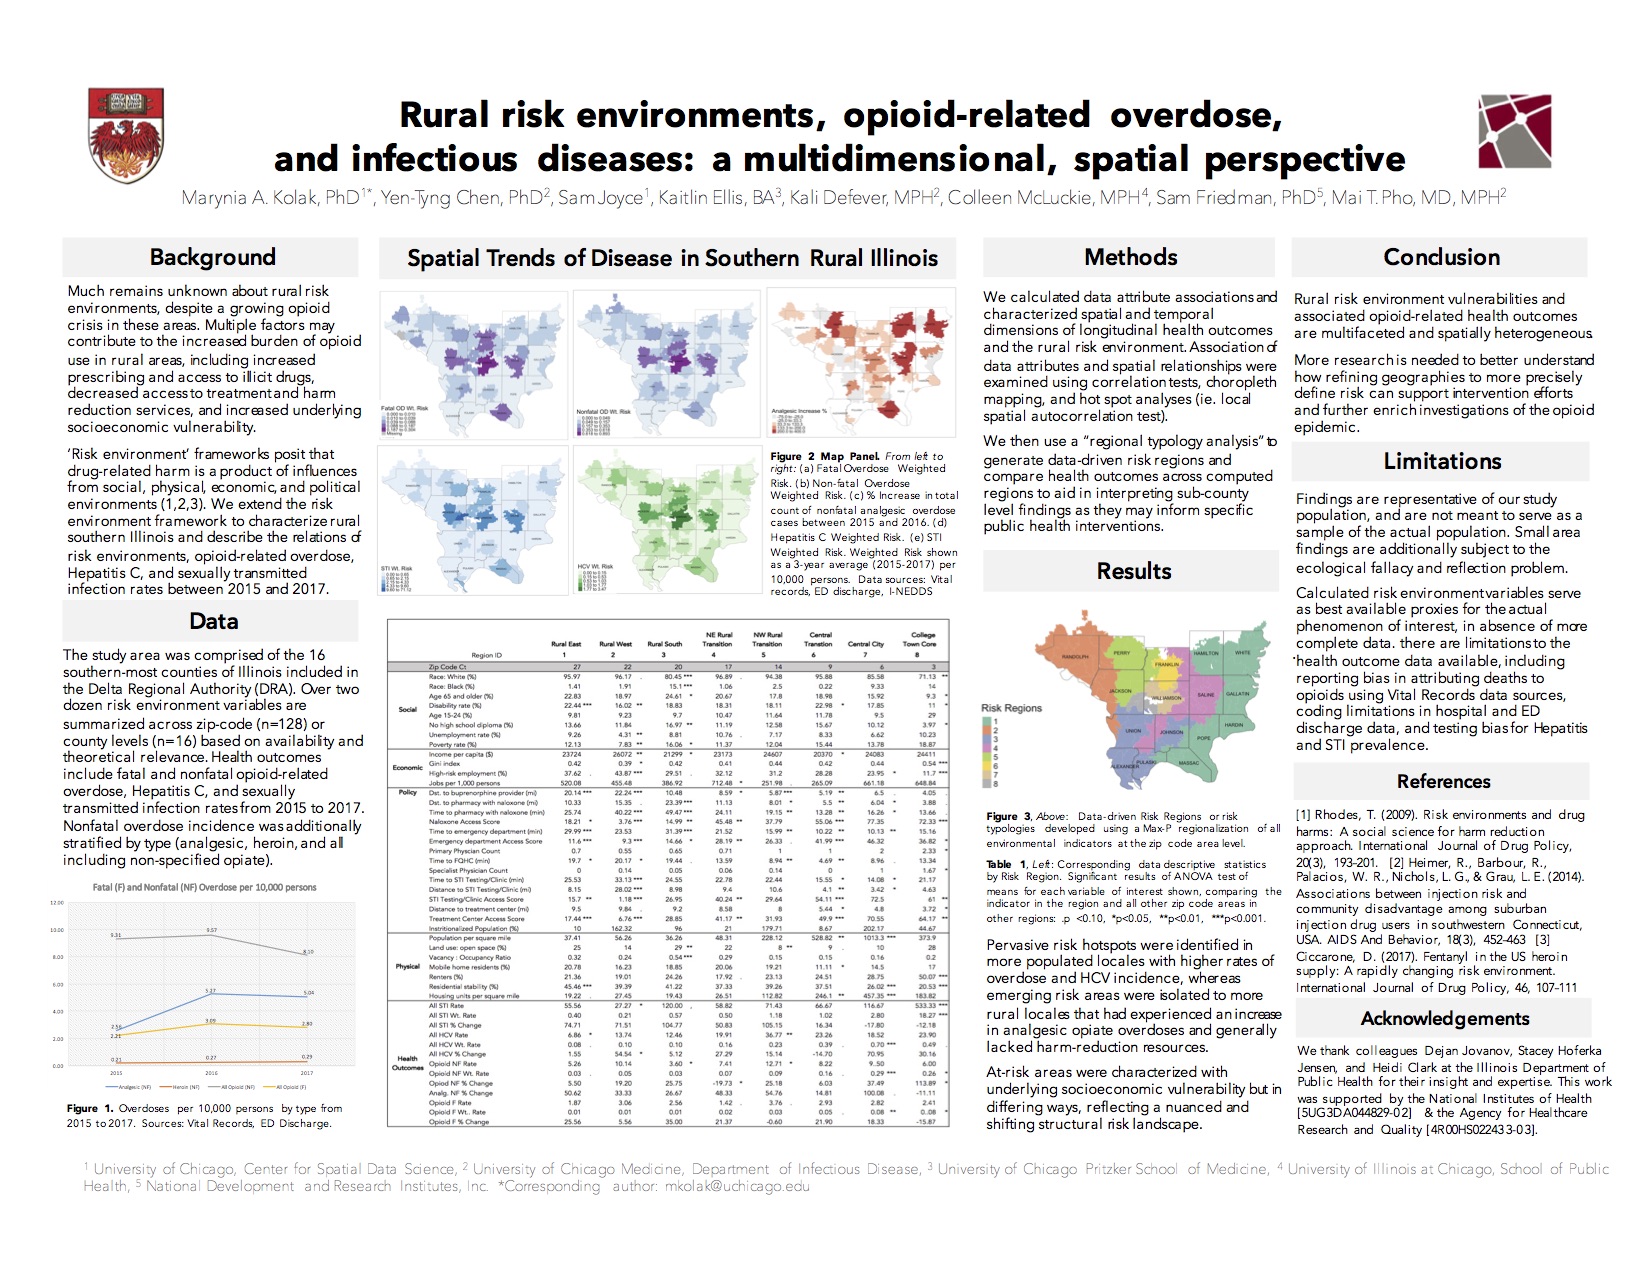 Rural risk environments, opioid-related overdose,
and infectious diseases: a multidimensional, spatial perspective
Marynia A. Kolak, PhD1*, Yen-Tyng Chen, PhD2, Sam Joyce1, Kaitlin Ellis, BA3, Kali Defever, MPH2, Colleen McLuckie, MPH4, Sam Friedman, PhD5, Mai T. Pho, MD, MPH2
Background
Much remains unknown about rural risk
environments, despite a growing opioid
crisis in these areas. Multiple factors may
contribute to the increased burden of opioid
use in rural areas, including increased
prescribing and access to illicit drugs,
decreased access to treatment and harm
reduction services, and increased underlying
socioeconomic vulnerability.
'Risk environment' frameworks posit that
drug-related harm is a product of influences
from social, physical, economic, and political
environments (1,2,3). We extend the risk
environment framework to characterize rural
southern Illinois and describe the relations of
risk environments, opioid-related overdose,
Hepatitis C, and sexually transmitted
infection rates between 2015 and 2017.
Data
The study area was comprised of the 16
southern-most counties of Illinois included in
the Delta Regional Authority (DRA). Over two
dozen risk environment variables are
summarized across zip-code (n=128) or
county levels (n=16) based on availability and
theoretical relevance. Health outcomes
include fatal and nonfatal opioid-related
overdose, Hepatitis C, and sexually
transmitted infection rates from 2015 to 2017.
Nonfatal overdose incidence was additionally
stratified by type (analgesic, heroin, and all
including non-specified opiate).
Fatal (F) and Nonfatal (NF) Overdose per 10,000 persons
12.00
10.00
8.00
6.00
4.00
2.00
0.00
9.31 9.57 8.10
5.27 5.04
2.21 3.09 2.80
0.21 0.27 0.29
2015 2016 2017
Analgesic (NF) Heroin (NF) All Opioid (NF) All Opioid (F)
Figure 1. Overdoses per 10,000 persons by type from
2015 to 2017. Sources: Vital Records, ED Discharge.
Spatial Trends of Disease in Southern Rural Illinois
Fatal OD Wt. Risk
Nonfatal OD Wt. Risk
Analgesic Increase %
STI Wt. Risk
HCV Wt. Risk
Figure 2 Map Panel. From left to
right: (a) Fatal Overdose Weighted
Risk. (b) Non-fatal Overdose
Weighted Risk. (c) % Increase in total
count of nonfatal analgesic overdose
cases between 2015 and 2016. (d)
Hepatitis C Weighted Risk. (e) STI
Weighted Risk. Weighted Risk shown
as a 3-year average (2015-2017) per
10,000 persons. Data sources: Vital
records, ED discharge, I-NEDDS
Region ID Rural East 1 Rural West 2 Rural South 3 NE Rural Transition 4 NW Rural Transition 5 Central Transition 6 Central City 7 College Town Core 8
Zip Code Ct 27 22 20 17 14 9 6 3
Social
Race: White (%) 95.97 96.17 . 80.45 *** 96.89 . 94.38 95.88 85.58 71.13 **
Race: Black (%) 1.41 1.91 15.1 *** 1.06 2.5 0.22 9.33 14
Age 65 and older (%) 22.83 18.97 24.61 * 20.67 17.8 18.98 15.92 9.3 *
Disability rate (%) 22.44 *** 16.02 ** 18.83 18.31 18.11 22.98 * 17.85 11 *
Age 15-24 (%) 9.81 9.23 9.7 10.47 11.64 11.78 9.5 29
No high school diploma (%) 13.66 11.84 16.97 ** 11.19 12.58 15.67 10.12 3.97 *
Unemployment rate (%) 9.26 4.31 ** 8.81 10.76 . 7.17 8.33 6.62 10.23
Poverty rate (%) 12.13 7.83 ** 16.06 * 11.37 12.04 15.44 13.78 18.87
Economic
Income per capita ($) 23724 26072 ** 21299 * 23173 24607 20370 * 24083 24411
Gini index 0.42 0.39 * 0.42 0.41 0.44 0.42 0.44 0.54 ***
High-risk employment (%) 37.62 . 43.87 *** 29.51 . 32.12 31.2 28.28 23.95 * 11.7 ***
Jobs per 1,000 persons 520.08 455.48 386.92 712.48 * 251.98 265.09 661.18 648.84
Policy
Dst. to buprenorphine provider (mi) 20.14 *** 22.24 *** 10.48 8.59 * 5.87 *** 5.19 ** 6.5 . 4.05 .
Dst. to pharmacy with naloxone (mi) 10.33 15.35 . 23.39 *** 11.13 8.01 * 5.5 ** 6.04 * 3.88 .
Time to pharmacy with naloxone (min) 25.74 40.22 *** 49.47 *** 24.11 19.15 ** 13.28 ** 16.26 * 13.66
Naloxone Access Score 18.21 * 3.76 *** 14.99 ** 45.48 ** 37.79 55.06 *** 77.35 72.33 ***
Time to emergency department (min) 29.99 *** 23.53 31.39 *** 21.52 15.99 ** 10.22 ** 10.13 ** 15.16
Emergency department Access Score 11.6 ** 9.3 *** 14.66 * 28.19 ** 26.33 41.99 *** 46.32 36.82 *
Primary Physician Count 0.7 0.55 0.65 0.71 1 1 2 2.33 *
Time to FQHC (min) 19.7 * 20.17 * 19.44 13.59 8.94 ** 4.69 ** 8.96 . 13.34
Specialist Physician Count 0 0.14 0.05 0.06 0.14 0 1 1.67 *
Time to STI Testing/Clinic (min) 25.53 33.13 *** 24.55 22.78 22.44 15.55 * 14.08 * 21.17
Distance to STI Testing/Clinic (mi) 8.15 28.02 *** 8.98 9.4 10.6 4.1 ** 3.42 * 4.63
STI Testing/Clinic Access Score 15.7 ** 1.18 *** 26.95 40.24 ** 29.64 54.11 *** 72.5 61 **
Distance to treatment center (mi) 9.5 9.84 . 9.2 8.58 8 5.44 * 4.8 3.72 *
Treatment Center Access Score 17.44 *** 6.76 *** 28.85 41.17 ** 31.93 49.9 *** 70.55 64.17 **
Institrionalized Population (%) 10 162.32 96 21 179.71 8.67 202.17 44.67
Physical
Population per square mile 37.41 56.26 36.26 48.31 228.12 528.82 ** 1013.3 *** 373.9
Land use: open space (%) 25 14 29 ** 22 8 ** 9 . 10 28
Vacancy : Occupancy Ratio 0.32 0.24 0.54 *** 0.29 0.15 0.15 0.16 0.2
Mobile home residents (%) 20.78 16.23 18.85 20.06 19.21 11.11 * 14.5 17
Renters (%) 21.36 19.01 24.26 17.92 . 23.13 24.51 28.75 50.07 ***
Residential stability (%) 45.46 *** 39.39 41.22 37.33 39.26 37.51 26.02 *** 20.53 ***
Housing units per square mile 19.22 . 27.45 19.43 26.51 112.82 246.1 ** 457.35 *** 183.82
Health Outcomes
All STI Rate 55.56 27.27 * 120.00 . 58.82 71.43 66.67 116.67 533.33 ***
All STI Wt. Rate 0.40 0.21 0.57 0.50 1.18 1.02 2.80 18.27 ***
All STI % Change 74.71 71.51 104.77 50.83 105.15 16.34 -17.80 -12.18
All HCV Rate 6.86 * 13.74 12.46 19.91 36.77 ** 23.26 18.52 23.90
All HCV Wt. Rate 0.08 . 0.10 0.10 0.16 0.23 0.39 0.70 *** 0.49 .
All HCV % Change 1.55 54.54 * 5.12 27.29 15.14 -14.70 70.95 30.16
Opioid NF Rate 5.26 10.14 3.60 * 7.41 12.71 * 8.22 9.50 6.00
Opioid NF Wt. Rate 0.03 . 0.05 0.03 0.07 0.09 0.16 . 0.29 *** 0.26 *
Opiod NF % Change 5.50 19.20 25.75 -19.73 * 25.18 6.03 37.49 113.89 *
Analg. NF % Change 50.62 33.33 26.67 48.33 54.76 14.81 100.08 . -11.11
Opioid F Rate 1.87 3.06 2.56 1.42 . 3.76 . 2.93 2.82 2.41
Opioid F Wt. Rate 0.01 0.01 0.01 0.02 0.03 0.05 . 0.08 ** 0.08 *
Opioid F % Change 25.56 5.56 35.00 21.37 -0.60 21.90 18.33 -15.87
Methods
We calculated data attribute associations and
characterized spatial and temporal
dimensions of longitudinal health outcomes
and the rural risk environment. Association of
data attributes and spatial relationships were
examined using correlation tests, choropleth
mapping, and hot spot analyses (ie. local
spatial autocorrelation test).
We then use a "regional typology analysis" to
generate data-driven risk regions and
compare health outcomes across computed
regions to aid in interpreting sub-county
level findings as they may inform specific
public health interventions.
Results
RANDOLPH
PERRY
FRANKLIN
HAMILTON
WHITE
JACKSON
WILLIAMSON
SALINE
GALLATIN
UNION
JOHNSON
POPE
HARDIN
ALEXANDER
PULASKI
MASSAC
Risk Regions
1
2
3
4
5
6
7
8
Figure 3, Above: Data-driven Risk Regions or risk
typologies developed using a Max-P regionalization of all
environmental indicators at the zip code area level.
Table 1, Left: Corresponding data descriptive statistics
by Risk Region. Significant results of ANOVA test of
means for each variable of interest shown, comparing the
indicator in the region and all other zip code areas in
other regions: .p <0.10, *p<0.05, **p<0.01, ***p<0.001.
Pervasive risk hotspots were identified in
more populated locales with higher rates of
overdose and HCV incidence, whereas
emerging risk areas were isolated to more
rural locales that had experienced an increase
in analgesic opiate overdoses and generally
lacked harm-reduction resources.
At-risk areas were characterized with
underlying socioeconomic vulnerability but in
differing ways, reflecting a nuanced and
shifting structural risk landscape.
Conclusion
Rural risk environment vulnerabilities and
associated opioid-related health outcomes
are multifaceted and spatially heterogeneous.
More research is needed to better understand
how refining geographies to more precisely
define risk can support intervention efforts
and further enrich investigations of the opioid
epidemic.
Limitations
Findings are representative of our study
population, and are not meant to serve as a
sample of the actual population. Small area
findings are additionally subject to the
ecological fallacy and reflection problem.
Calculated risk environment variables serve
as best available proxies for the actual
phenomenon of interest, in absence of more
complete data. there are limitations to the
health outcome data available, including
reporting bias in attributing deaths to
opioids using Vital Records data sources,
coding limitations in hospital and ED
discharge data, and testing bias for Hepatitis
and STI prevalence.
References
[1] Rhodes, T. (2009). Risk environments and drug
harms: A social science for harm reduction
approach. International Journal of Drug Policy,
20(3), 193-201. [2] Heimer, R., Barbour, R.,
Palacios, W. R., Nichols, L. G., & Grau, L. E. (2014).
Associations between injection risk and
community disadvantage among suburban
injection drug users in southwestern Connecticut,
USA. AIDS And Behavior, 18(3), 452-463 [3]
Ciccarone, D. (2017). Fentanyl in the US heroin
supply: A rapidly changing risk environment.
International Journal of Drug Policy, 46, 107-111
Acknowledgements
We thank colleagues Dejan Jovanov, Stacey Hoferka
Jensen, and Heidi Clark at the Illinois Department of
Public Health for their insight and expertise. This work
was supported by the National Institutes of Health
[5UG3DA044829-02] & the Agency for Healthcare
Research and Quality [4R00HS022433-03].
1 University of Chicago, Center for Spatial Data Science, 2 University of Chicago Medicine, Department of Infectious Disease, 3 University of Chicago Pritzker School of Medicine, 4 University of Illinois at Chicago, School of Public
Health, 5 National Development and Research Institutes, Inc. *Corresponding author: mkolak@uchicago.edu